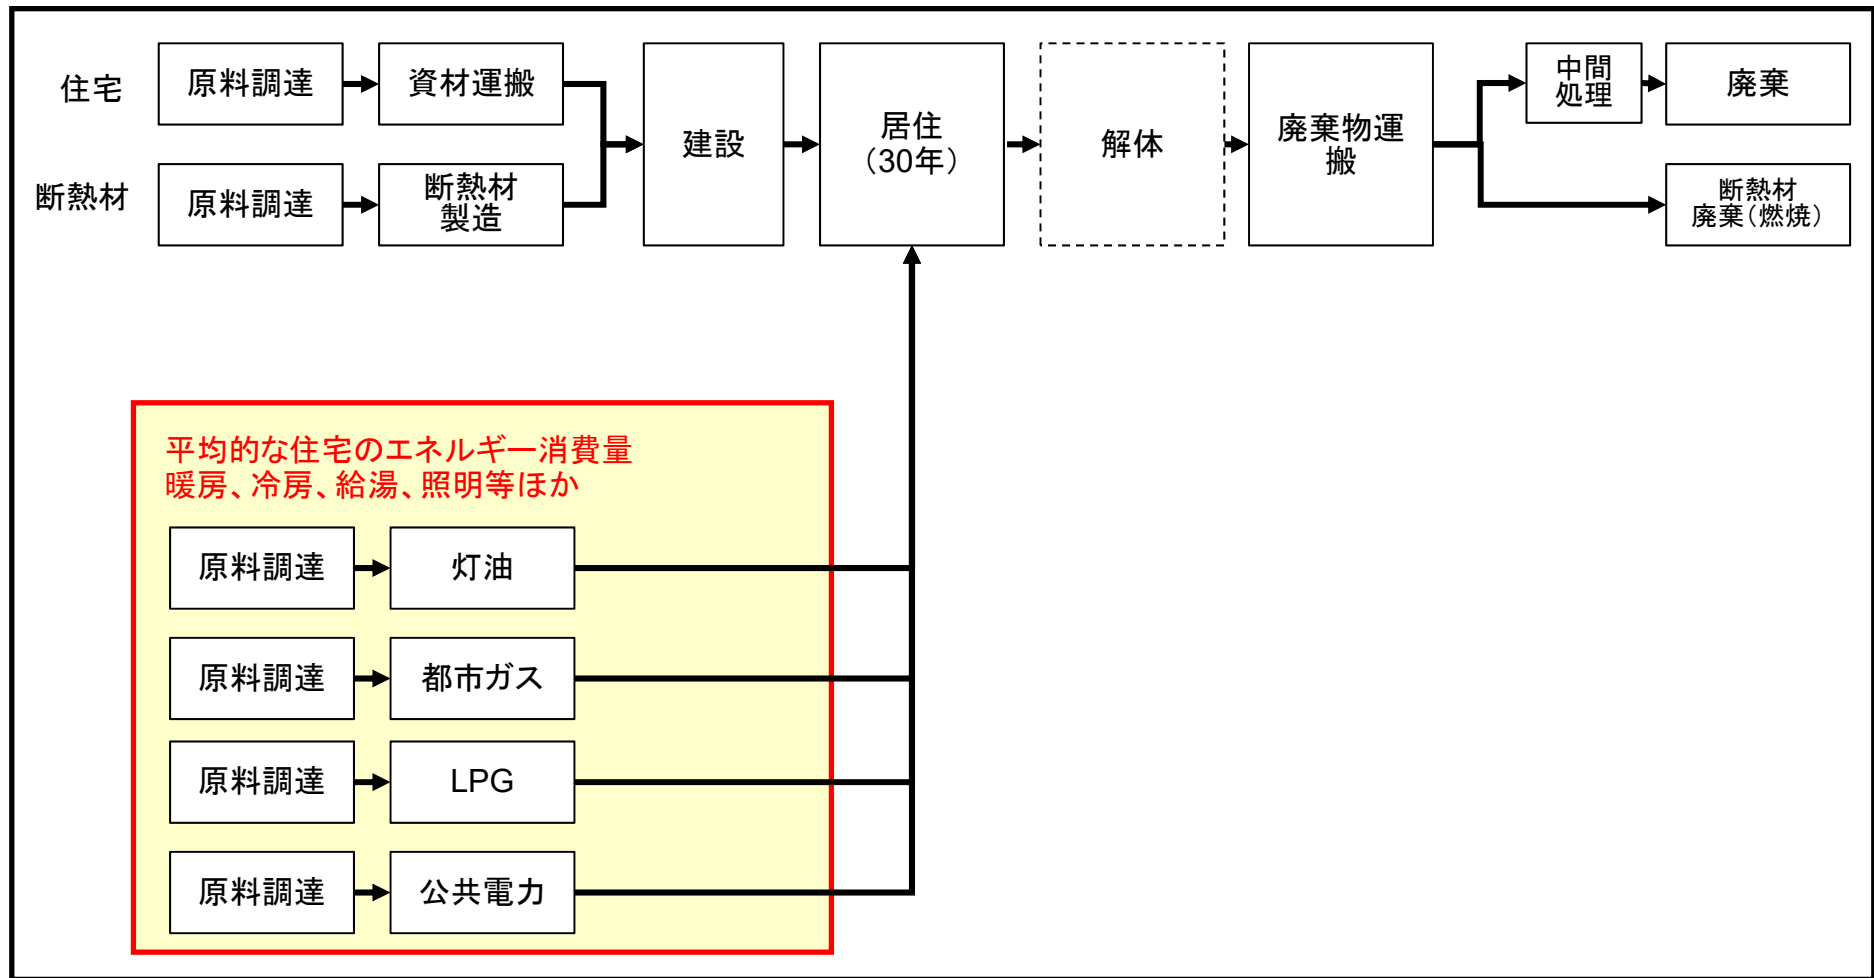 住宅
原料調達
資材運搬
断熱材
原料調達
断熱材
製造
建設
居住
（30年）
解体
廃棄物運
搬
中間
処理
廃棄
断熱材
廃棄（燃焼）
平均的な住宅のエネルギー消費量
暖房、冷房、給湯、照明等ほか
原料調達
灯油
原料調達
都市ガス
原料調達
LPG
原料調達
公共電力